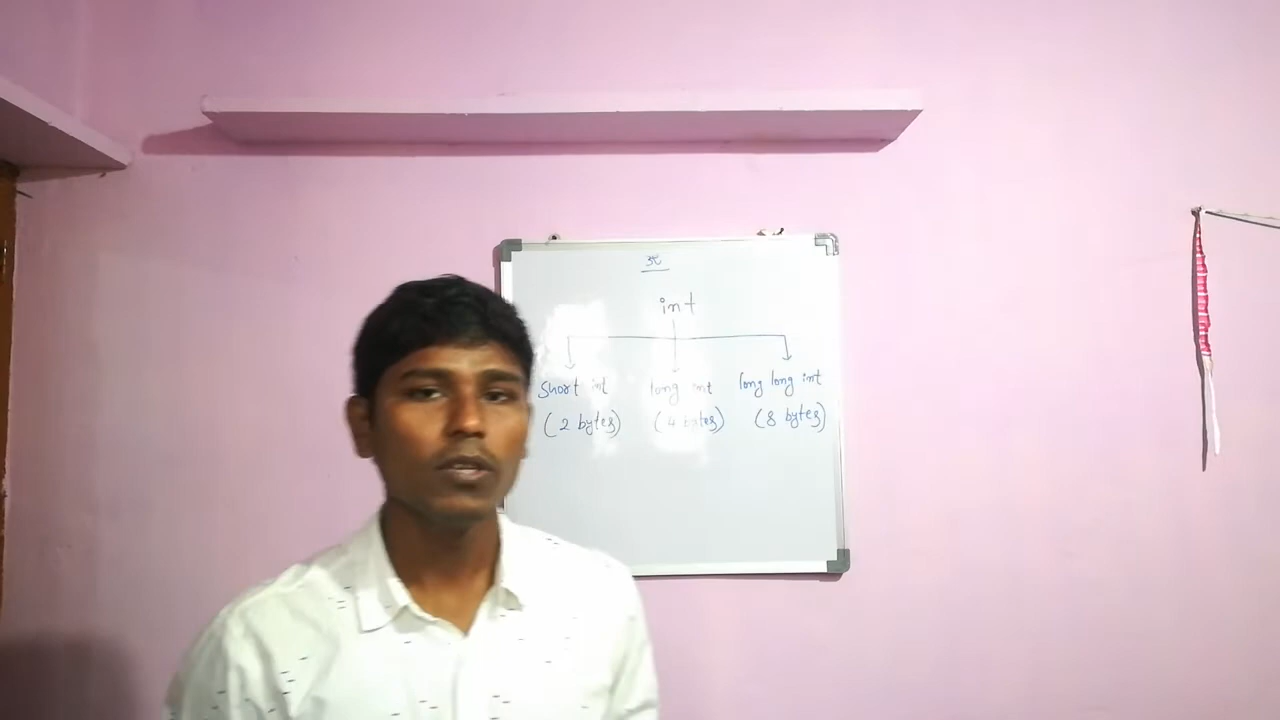 int
short int long int long long int
(2 bytes) (4 bytes) (8 bytes)